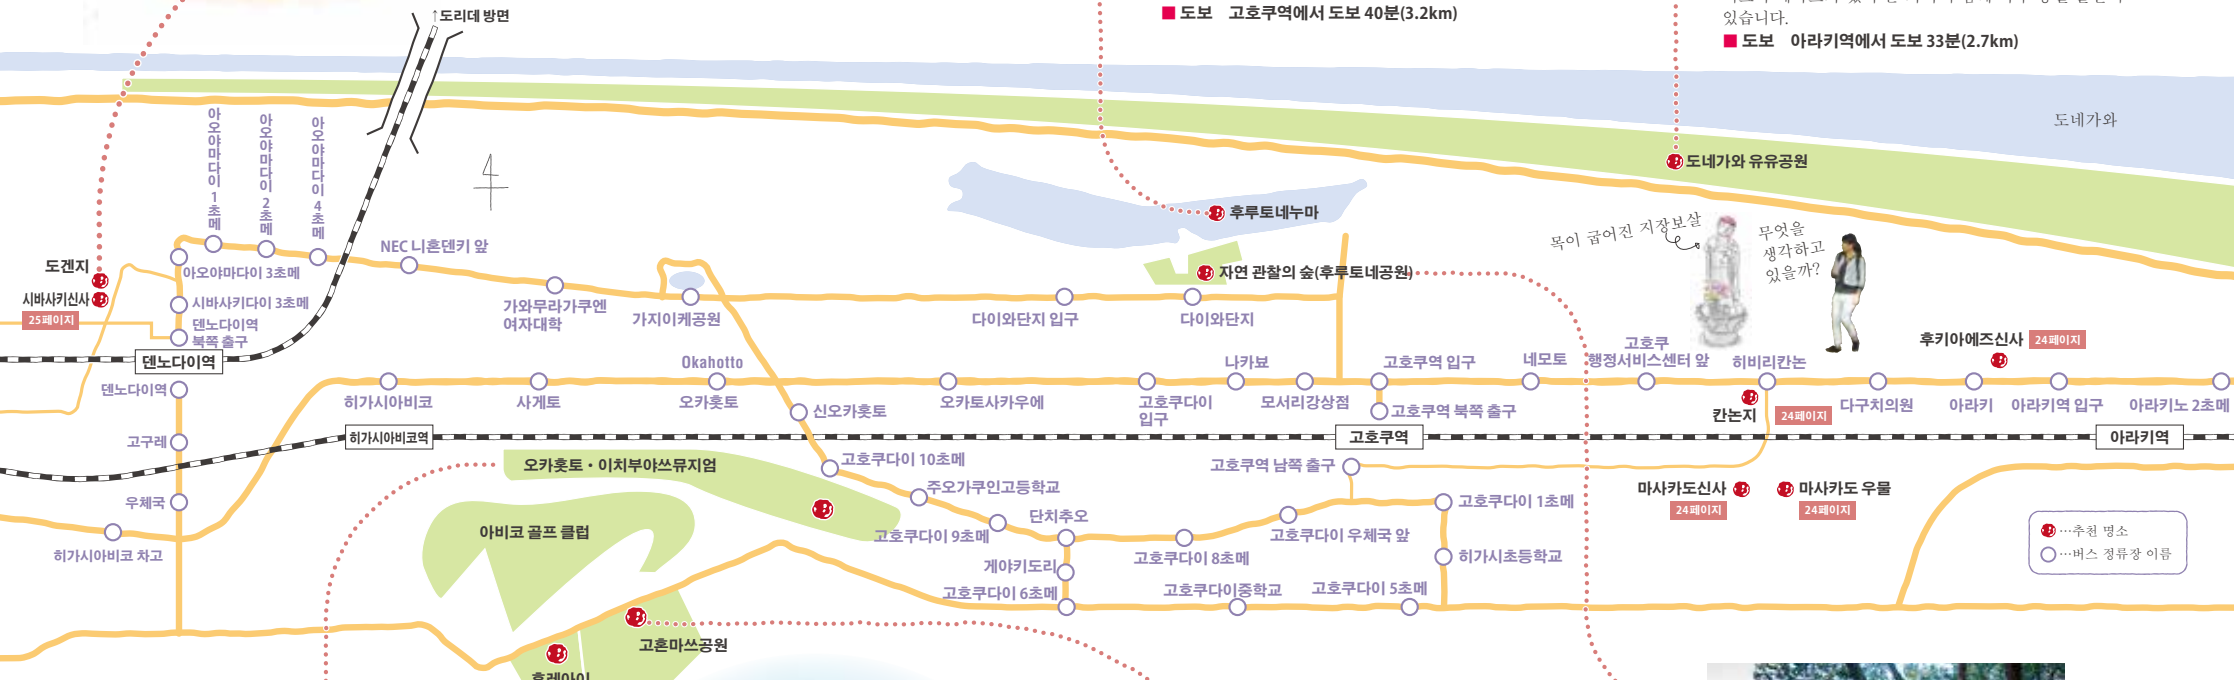 ↑도리데 방면
■ 도보 고호쿠역에서 도보 40분(3.2km)
있습니다.
■ 도보 아라키역에서 도보 33분(2.7km)
도네가와
도네가와 유유공원
아오야마다이 1초메
아오야마다이 2초메
아오야마다이 4초메
후루토네누마
목이 굽어진 지장보살
무엇을
생각하고
있을까?
NEC 니혼덴키 앞
도겐지
시바사키신사
25페이지
아오야마다이 3초메
시바사키다이 3초메
덴노다이역
북쪽 출구
자연 관찰의 숲(후루토네공원)
가와무라가쿠엔
여자대학
가지이케공원
다이와단지 입구
다이와단지
덴노다이역
Okahotto
나카뵤
고호쿠역 입구
네모토
고호쿠
행정서비스센터 앞
히비리칸논
후키아에즈신사
24페이지
덴노다이역
히가시아비코
사게토
오카홋토
신오카홋토
오카토사카우에
고호쿠다이
입구
모서리강상점
고호쿠역 북쪽 출구
칸논지
24페이지
다구치의원
아라키
아라키역 입구
아라키노 2초메
고구레
히가시아비코역
고호쿠역
아라키역
오카홋토・이치부야쓰뮤지엄
고호쿠다이 10초메
고호쿠역 남쪽 출구
주오가쿠인고등학교
마사카도신사
24페이지
마사카도 우물
24페이지
우체국
고호쿠다이 1초메
단치추오
아비코 골프 클럽
고호쿠다이 9초메
고호쿠다이 우체국 앞
…추천 명소
…버스 정류장 이름
히가시아비코 차고
고호쿠다이 8초메
히가시초등학교
게야키도리
고호쿠다이 6초메
고호쿠다이중학교
고호쿠다이 5초메
고혼마쓰공원